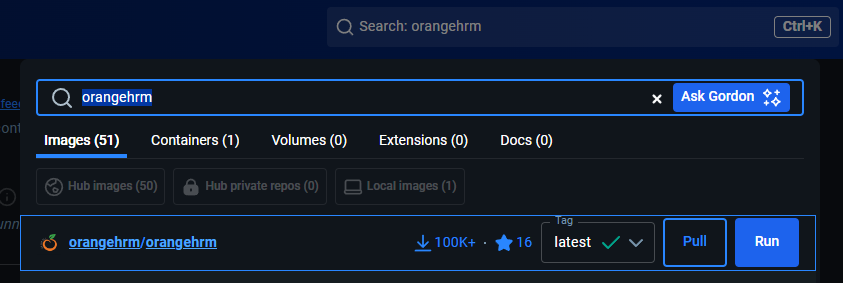 Search: orangehrm Ctrl+K
orangehrm Ask Gordon
Images (51) Containers (1) Volumes (0) Extensions (0) Docs (0)
Hub images (50) Hub private repos (0) Local images (1)
Tag
orangehrm/orangehrm 100K+ · 16 latest Pull Run